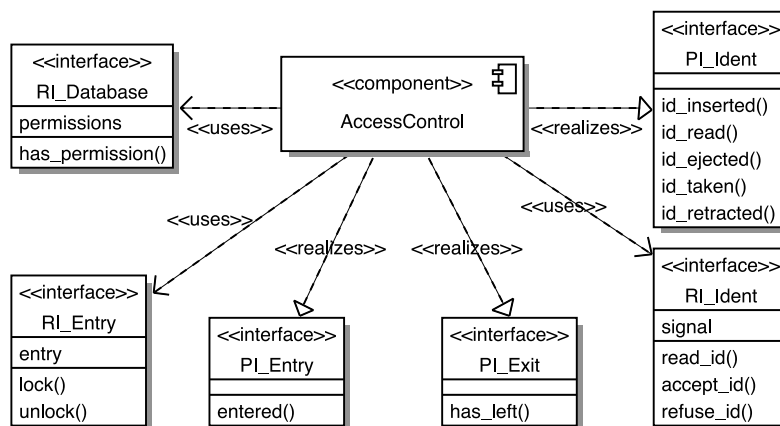 <<interface>>
RI_Database
permissions
has_permission()
<<component>>
AccessControl
<<interface>>
PI_Ident
id_inserted()
id_read()
id_ejected()
id_taken()
id_retracted()
<<uses>>
<<realizes>>
<<uses>>
<<realizes>>
<<realizes>>
<<uses>>
<<interface>>
RI_Entry
entry
lock()
unlock()
<<interface>>
PI_Entry
entered()
<<interface>>
PI_Exit
has_left()
<<interface>>
RI_Ident
signal
read_id()
accept_id()
refuse_id()